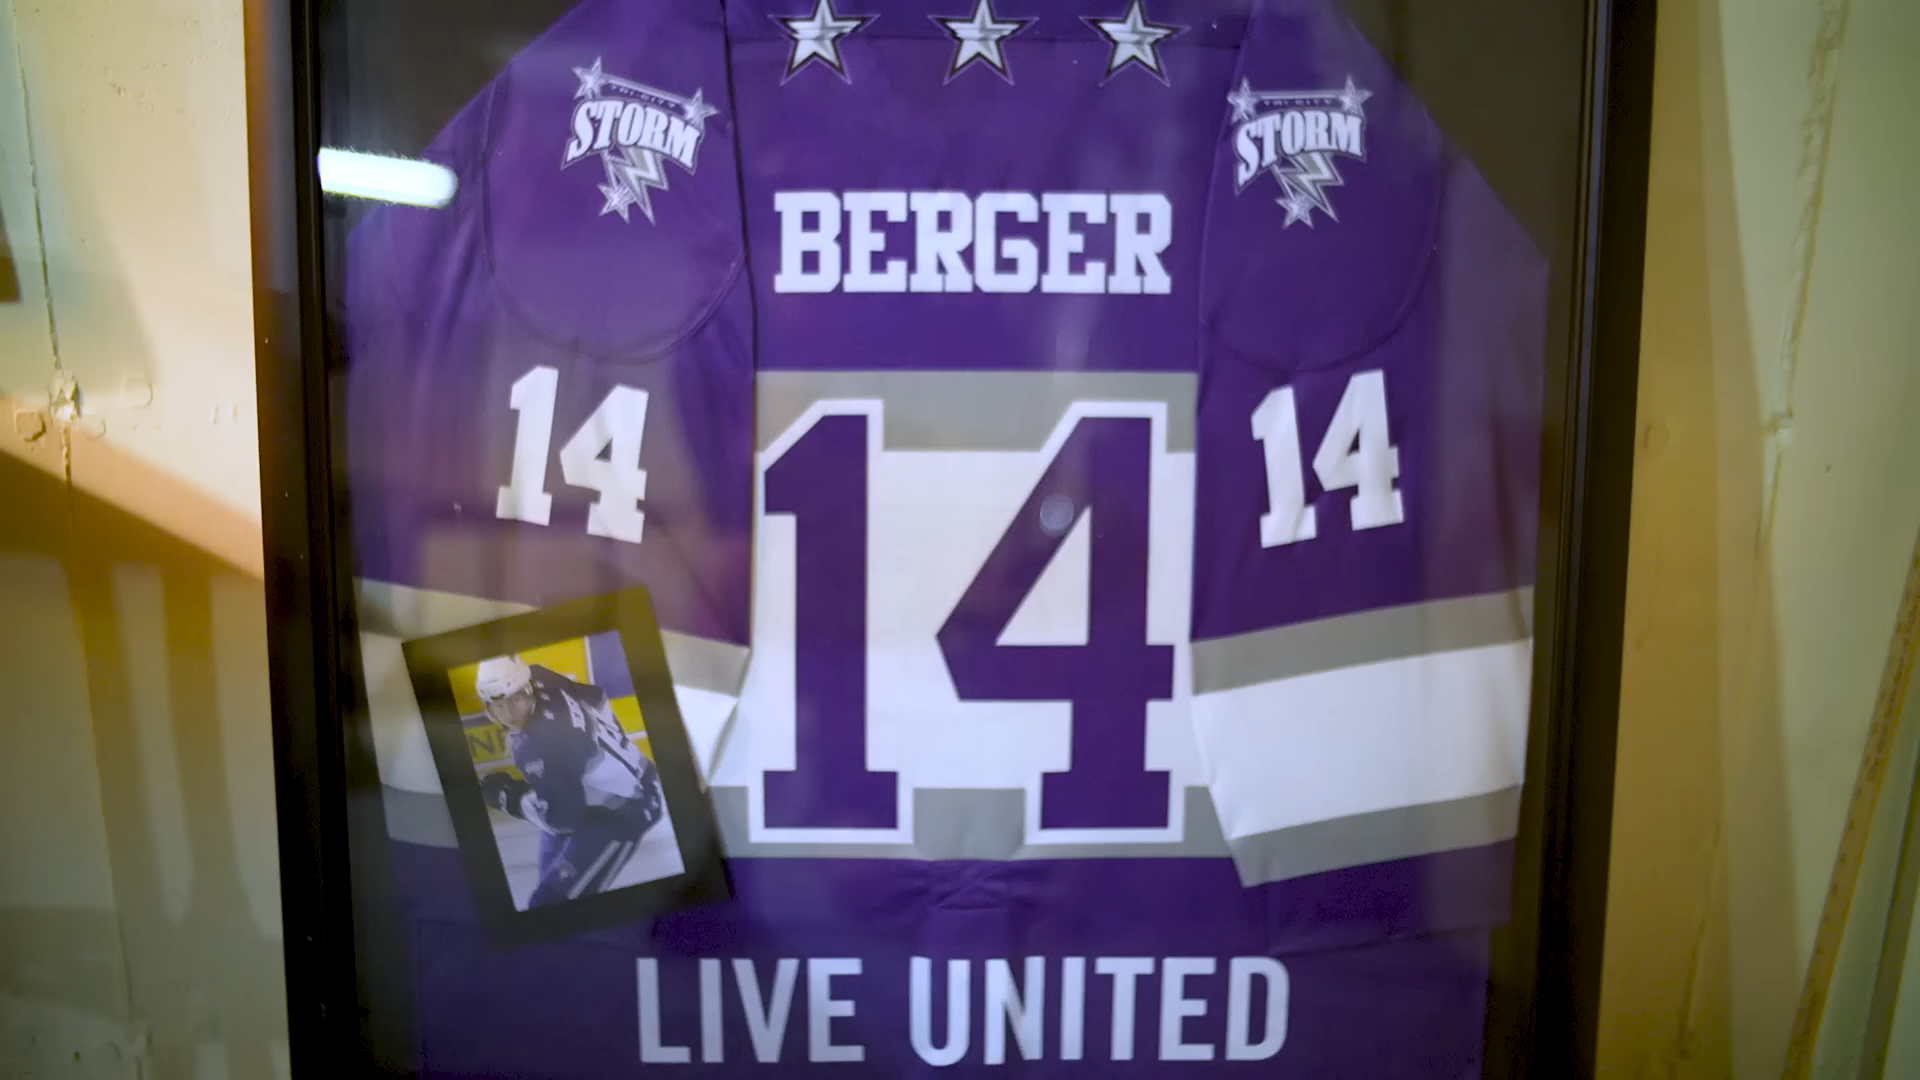 TRI-CITY
STORM
TRI-CITY
STORM
BERGER
14
14
14
LIVE UNITED